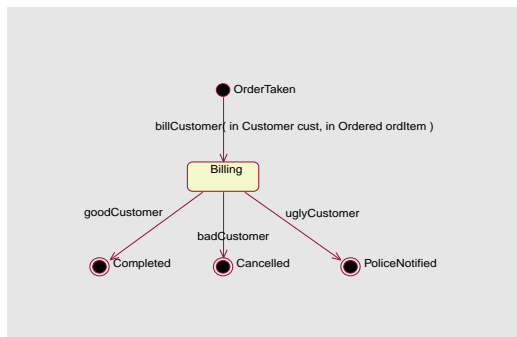 OrderTaken
billCustomer( in Customer cust, in Ordered ordItem )
Billing
goodCustomer
uglyCustomer
badCustomer
Completed
Cancelled
PoliceNotified